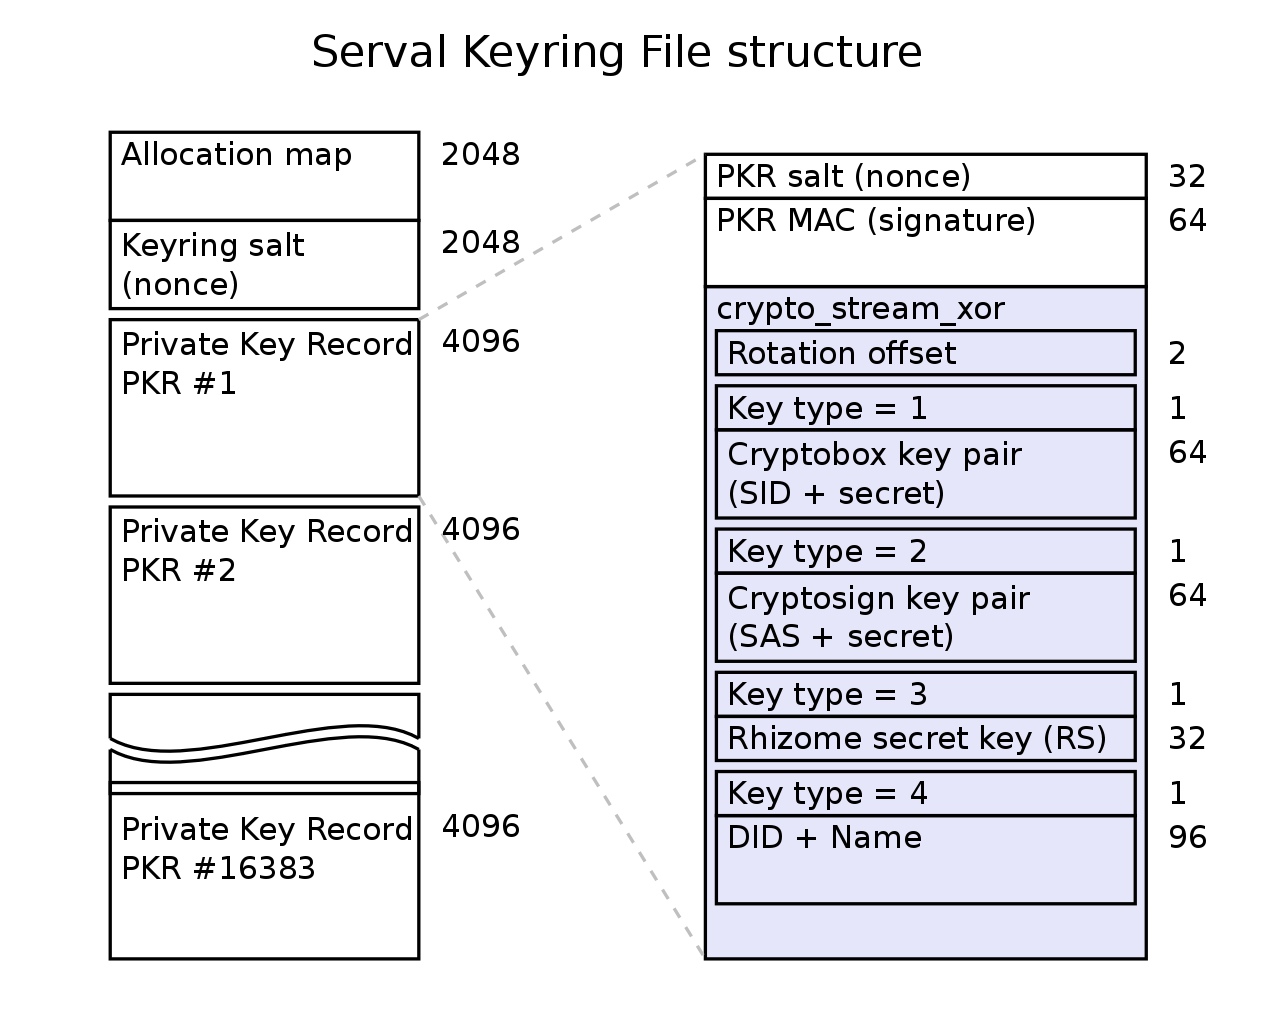 Serval Keyring File structure
Allocation map 2048
Keyring salt 2048
(nonce)
Private Key Record 4096
PKR #1
Private Key Record 4096
PKR #2
Private Key Record 4096
PKR #16383
PKR salt (nonce) 32
PKR MAC (signature) 64
crypto_stream_xor
Rotation offset 2
Key type = 1 1
Cryptobox key pair 64
(SID + secret)
Key type = 2 1
Cryptosign key pair 64
(SAS + secret)
Key type = 3 1
Rhizome secret key (RS) 32
Key type = 4 1
DID + Name 96